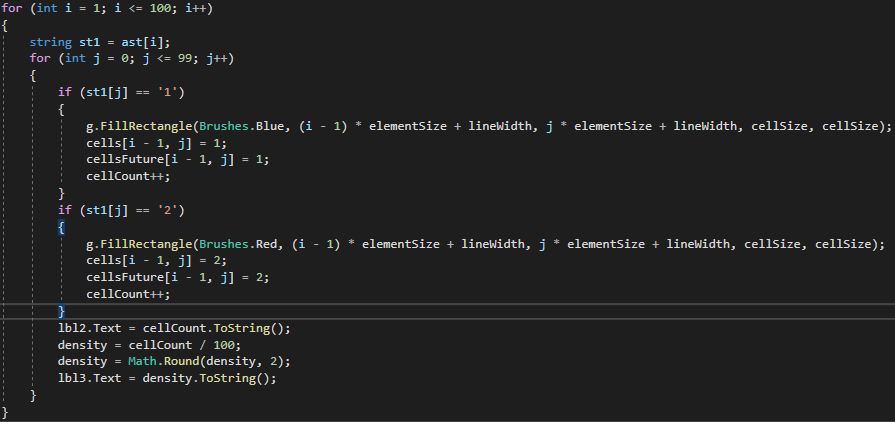 for (int i = 1; i <= 100; i++)
{
    string st1 = ast[i];
    for (int j = 0; j <= 99; j++)
    {
        if (st1[j] == '1')
        {
            g.FillRectangle(Brushes.Blue, (i - 1) * elementSize + lineWidth, j * elementSize + lineWidth, cellSize, cellSize);
            cells[i - 1, j] = 1;
            cellsFuture[i - 1, j] = 1;
            cellCount++;
        }
        if (st1[j] == '2')
        {
            g.FillRectangle(Brushes.Red, (i - 1) * elementSize + lineWidth, j * elementSize + lineWidth, cellSize, cellSize);
            cells[i - 1, j] = 2;
            cellsFuture[i - 1, j] = 2;
            cellCount++;
        }
        lbl2.Text = cellCount.ToString();
        density = cellCount / 100;
        density = Math.Round(density, 2);
        lbl3.Text = density.ToString();
    }
}